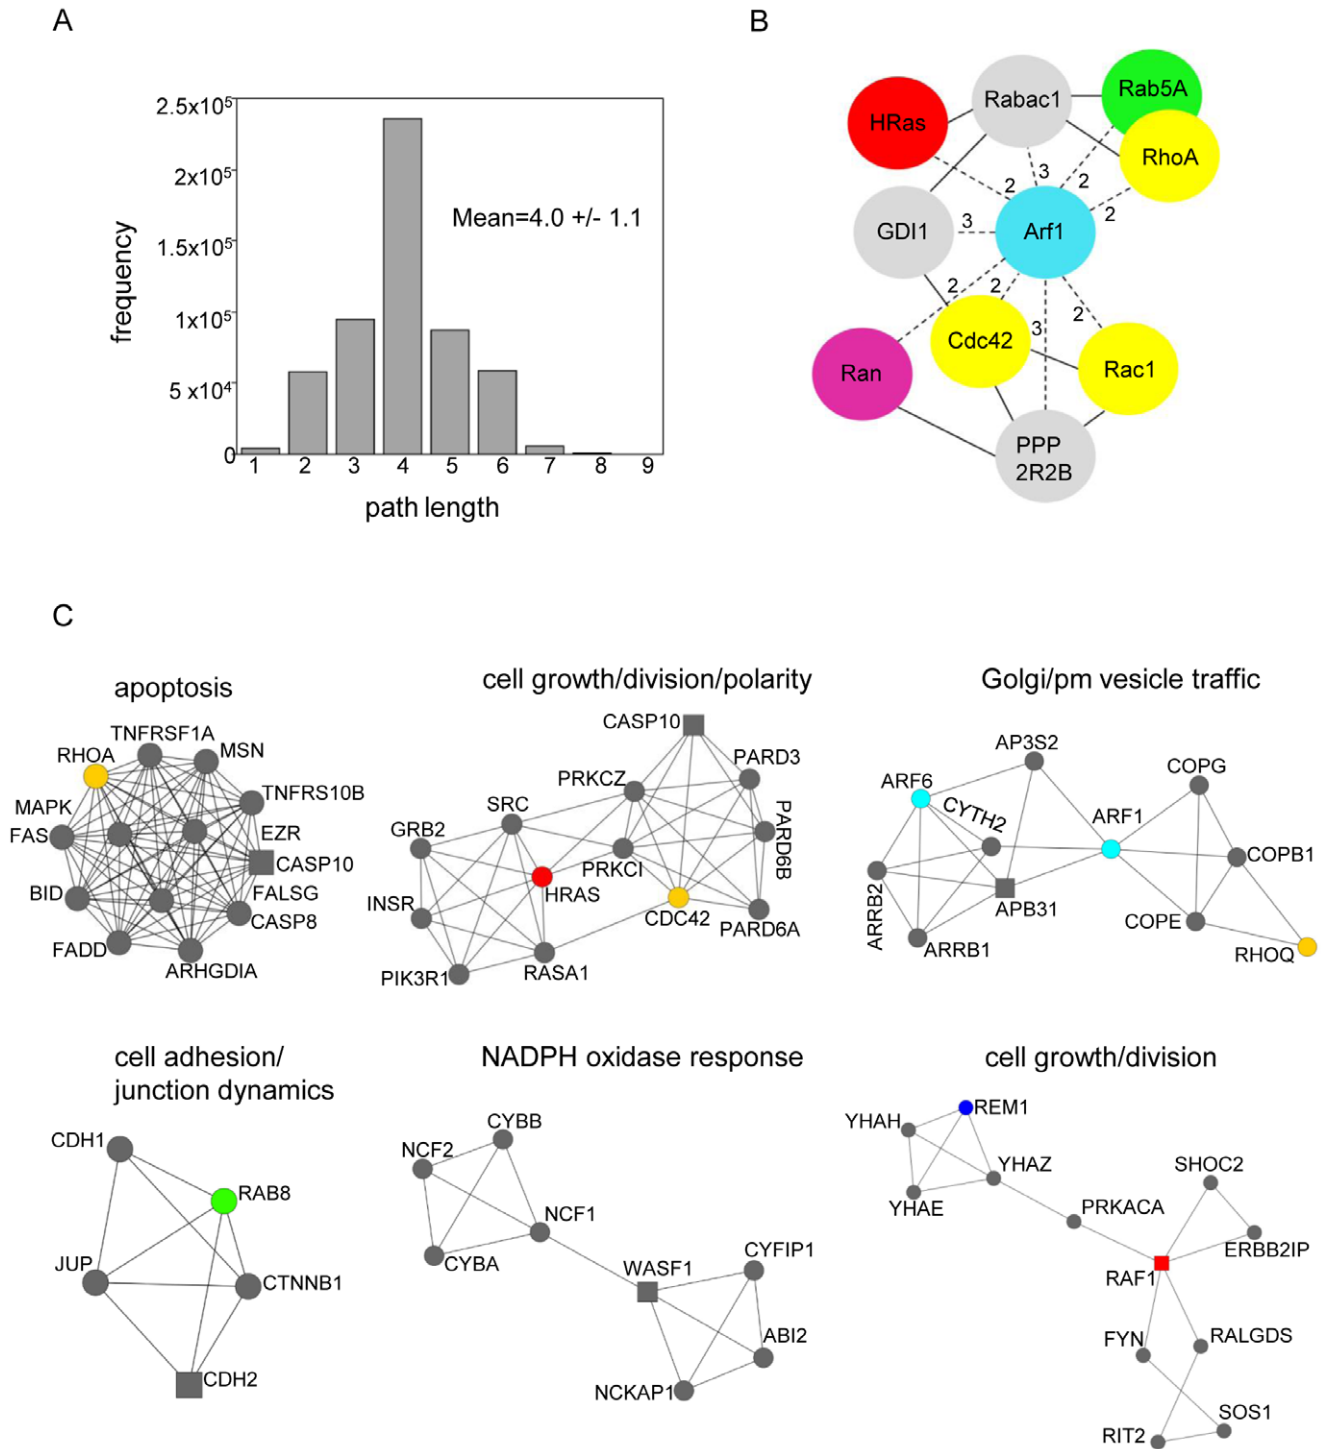 A
B
2.5x10⁵
2x10⁵
1.5x10⁵
1x10⁵
5 x10⁴
0
frequency
Mean=4.0 +/- 1.1
1 2 3 4 5 6 7 8 9
path length
HRas
Rabac1
Rab5A
RhoA
2
3
2
2
GDI1
3
Arf1
2
2
3
2
Ran
Cdc42
Rac1
PPP
2R2B
C
apoptosis
TNFRSF1A
RHOA
MSN
TNFRS10B
MAPK
FAS
EZR
CASP10
FALSG
BID
CASP8
FADD
ARHGDIA
cell growth/division/polarity
CASP10
PARD3
PRKCZ
SRC
GRB2
PARD6B
PRKCI
HRAS
INSR
CDC42
PARD6A
PIK3R1
RASA1
Golgi/pm vesicle traffic
AP3S2
COPG
ARF6
CYTH2
ARF1
COPB1
ARRB2
APB31
COPE
ARRB1
RHOQ
cell adhesion/
junction dynamics
CDH1
RAB8
JUP
CTNNB1
CDH2
NADPH oxidase response
CYBB
NCF2
NCF1
CYBA
WASF1
CYFIP1
ABI2
NCKAP1
cell growth/division
REM1
YHAH
YHAZ
SHOC2
YHAE
PRKACA
ERBB2IP
RAF1
FYN
RALGDS
SOS1
RIT2